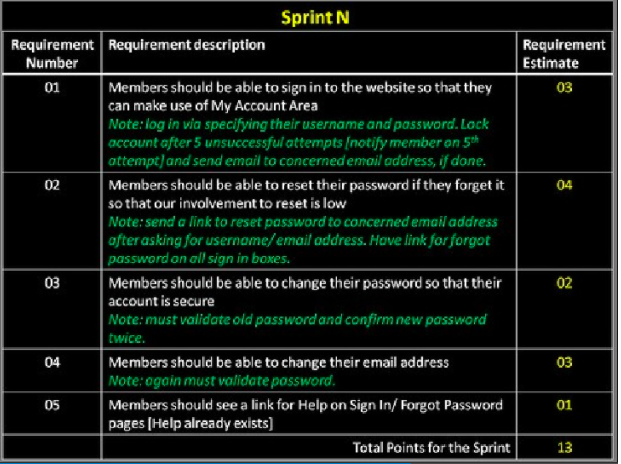 Sprint N
Requirement Number
Requirement description
Requirement Estimate
01
Members should be able to sign in to the website so that they
can make use of My Account Area
Note: log in via specifying their username and password. Lock
account after 5 unsuccessful attempts [notify member on 5th
attempt] and send email to concerned email address, if done.
03
02
Members should be able to reset their password if they forget it
so that our involvement to reset is low
Note: send a link to reset password to concerned email address
after asking for username/ email address. Have link for forgot
password on all sign in boxes.
04
03
Members should be able to change their password so that their
account is secure
Note: must validate old password and confirm new password
twice.
02
04
Members should be able to change their email address
Note: again must validate password.
03
05
Members should see a link for Help on Sign In/ Forgot Password
pages [Help already exists]
01
Total Points for the Sprint
13